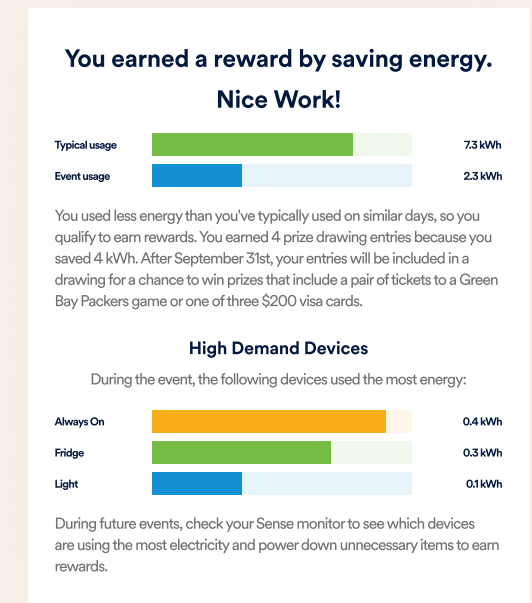 You earned a reward by saving energy.
Nice Work!
Typical usage 7.3 kWh
Event usage 2.3 kWh
You used less energy than you've typically used on similar days, so you
qualify to earn rewards. You earned 4 prize drawing entries because you
saved 4 kWh. After September 31st, your entries will be included in a
drawing for a chance to win prizes that include a pair of tickets to a Green
Bay Packers game or one of three $200 visa cards.
High Demand Devices
During the event, the following devices used the most energy:
Always On 0.4 kWh
Fridge 0.3 kWh
Light 0.1 kWh
During future events, check your Sense monitor to see which devices
are using the most electricity and power down unnecessary items to earn
rewards.